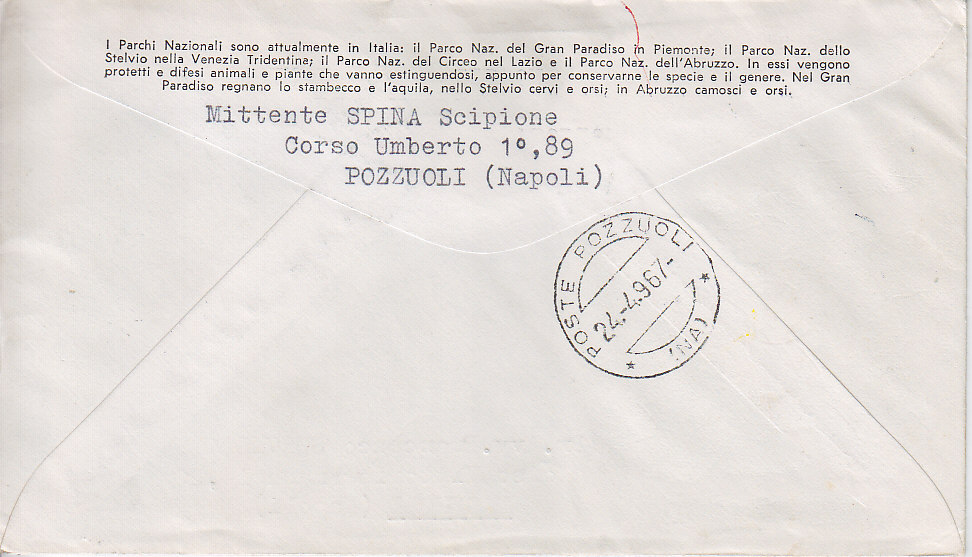 I Parchi Nazionali sono attualmente in Italia: il Parco Naz. del Gran Paradiso in Piemonte; il Parco Naz. dello
Stelvio nella Venezia Tridentina; il Parco Naz. del Circeo nel Lazio e il Parco Naz. dell'Abruzzo. In essi vengono
protetti e difesi animali e piante che vanno estinguendosi, appunto per conservarne le specie e il genere. Nel Gran
Paradiso regnano lo stambecco e l'aquila, nello Stelvio cervi e orsi; in Abruzzo camosci e orsi.
Mittente SPINA Scipione
Corso Umberto 1º,89
POZZUOLI (Napoli)
POSTE POZZUOLI
24.-4.967.-
* (NA) *